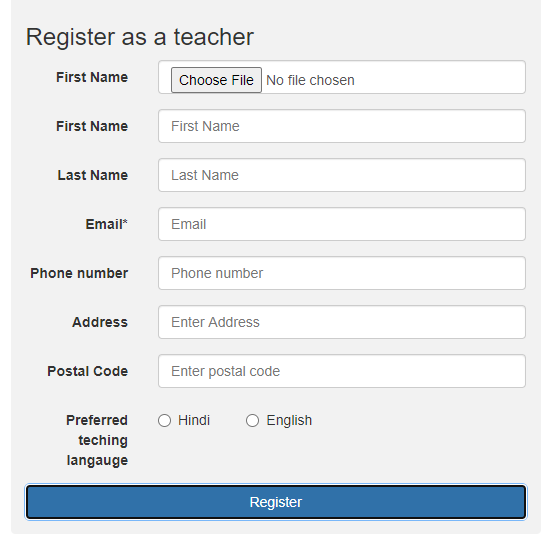 Register as a teacher
First Name Choose File No file chosen
First Name First Name
Last Name Last Name
Email* Email
Phone number Phone number
Address Enter Address
Postal Code Enter postal code
Preferred Hindi English
teching
langauge
Register